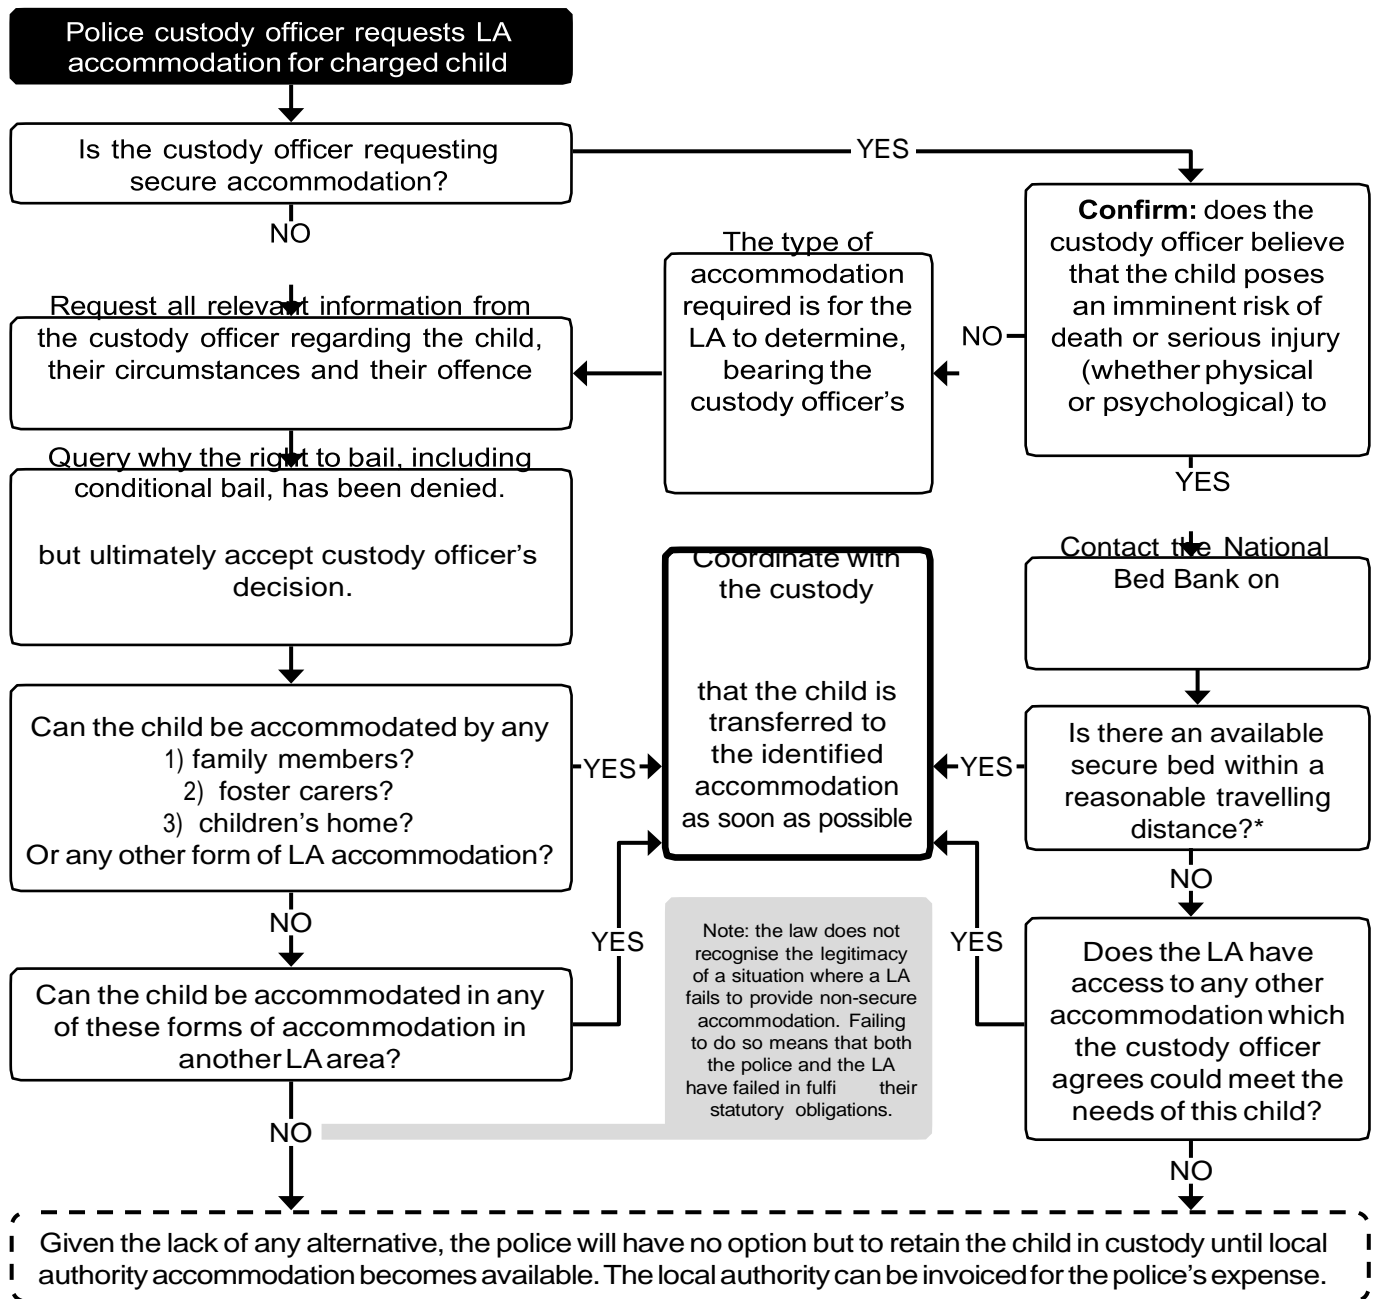 Police custody officer requests LA
accommodation for charged child
Is the custody officer requesting
secure accommodation?
YES
NO
Confirm: does the
custody officer believe
that the child poses
an imminent risk of
death or serious injury
(whether physical
or psychological) to
NO
The type of
accommodation
required is for the
LA to determine,
bearing the
custody officer's
Request all relevant information from
the custody officer regarding the child,
their circumstances and their offence
Query why the right to bail, including
conditional bail, has been denied.
but ultimately accept custody officer's
decision.
YES
Contact the National
Bed Bank on
Coordinate with
the custody
that the child is
transferred to
the identified
accommodation
as soon as possible
Can the child be accommodated by any
1) family members?
2) foster carers?
3) children's home?
Or any other form of LA accommodation?
YES
YES
Is there an available
secure bed within a
reasonable travelling
distance?*
NO
NO
Can the child be accommodated in any
of these forms of accommodation in
another LA area?
YES
Note: the law does not
recognise the legitimacy
of a situation where a LA
fails to provide non-secure
accommodation. Failing
to do so means that both
the police and the LA
have failed in fulfi their
statutory obligations.
YES
Does the LA have
access to any other
accommodation which
the custody officer
agrees could meet the
needs of this child?
NO
NO
Given the lack of any alternative, the police will have no option but to retain the child in custody until local
authority accommodation becomes available. The local authority can be invoiced for the police's expense.